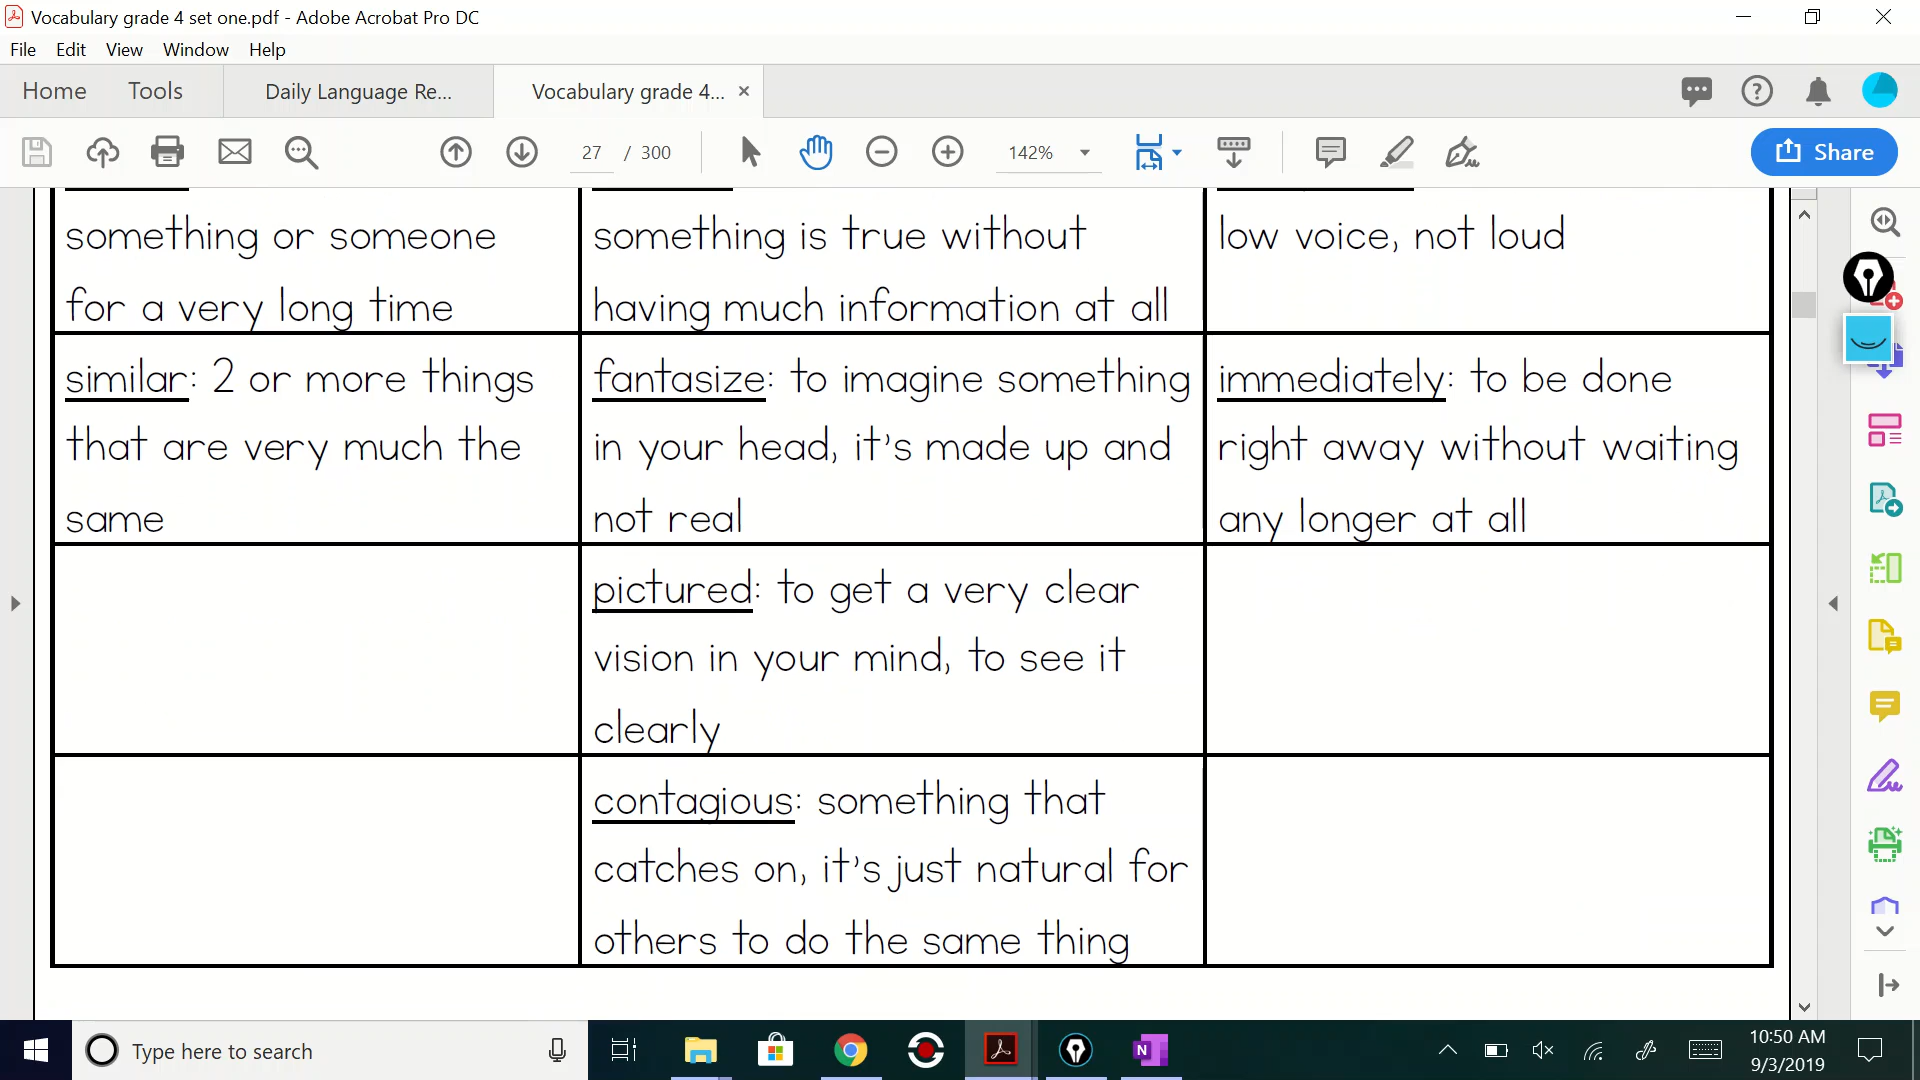 Vocabulary grade 4 set one.pdf - Adobe Acrobat Pro DC
File Edit View Window Help
Home Tools Daily Language Re... Vocabulary grade 4... ×
27 / 300 142% Share
something or someone
for a very long time
something is true without
having much information at all
low voice, not loud
similar: 2 or more things
that are very much the
same
fantasize: to imagine something
in your head, it's made up and
not real
immediately: to be done
right away without waiting
any longer at all
pictured: to get a very clear
vision in your mind, to see it
clearly
contagious: something that
catches on, it's just natural for
others to do the same thing
Type here to search
10:50 AM
9/3/2019